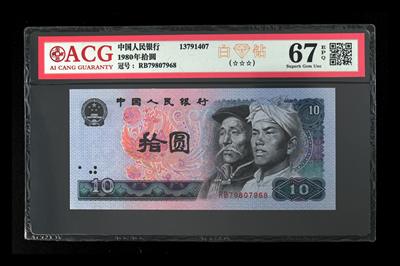 ACG
AI CANG GUARANTY
中国人民银行 13791407
1980年拾圆
冠号：RB79807968
白 钻
(☆☆☆)
67 EPQ
Superb Gem Unc
中国人民银行
10
拾圆
10
RB79807968
10